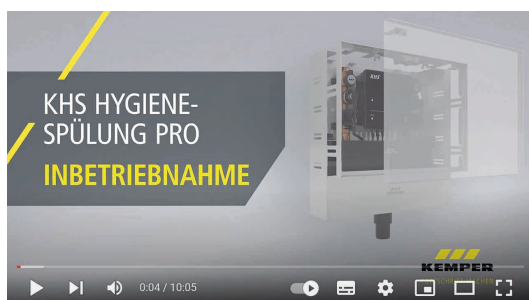 KHS HYGIENE-
SPÜLUNG PRO
INBETRIEBNAHME
KHS
KEMPER
0:04 / 10:05